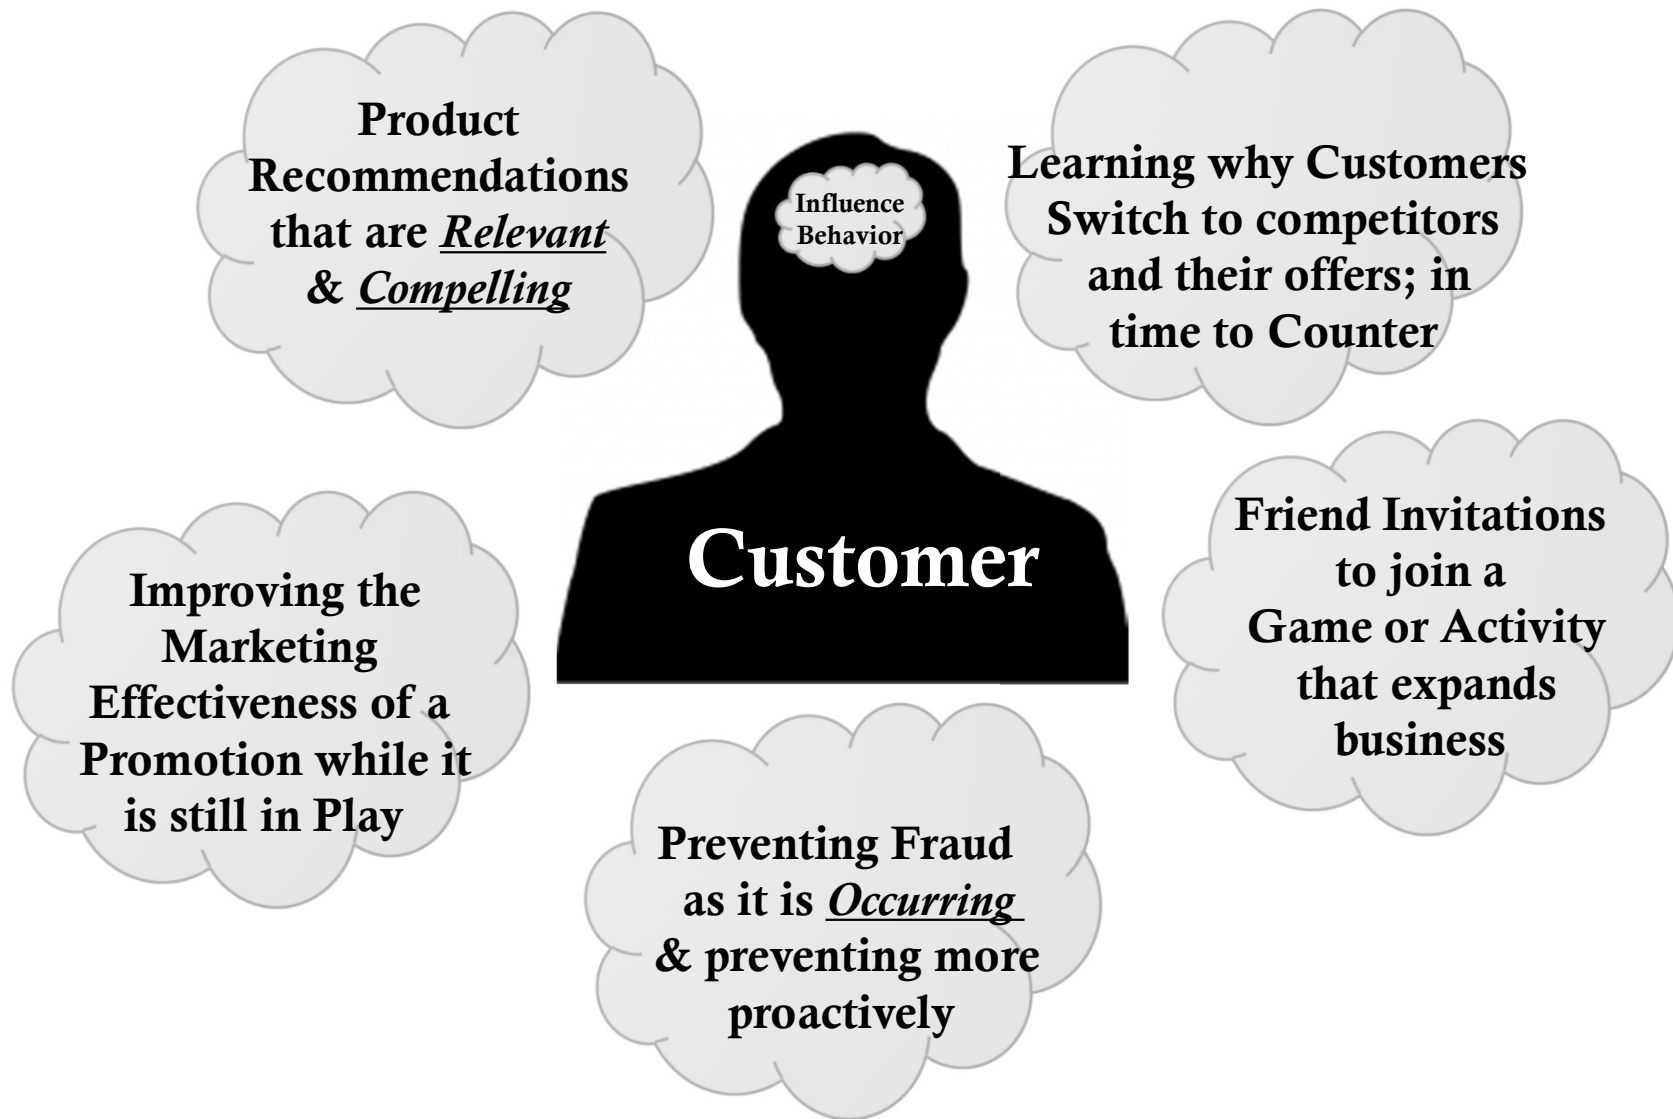 Product
Recommendations
that are Relevant
& Compelling
Influence
Behavior
Learning why Customers
Switch to competitors
and their offers; in
time to Counter
Customer
Improving the
Marketing
Effectiveness of a
Promotion while it
is still in Play
Friend Invitations
to join a
Game or Activity
that expands
business
Preventing Fraud
as it is Occurring
& preventing more
proactively